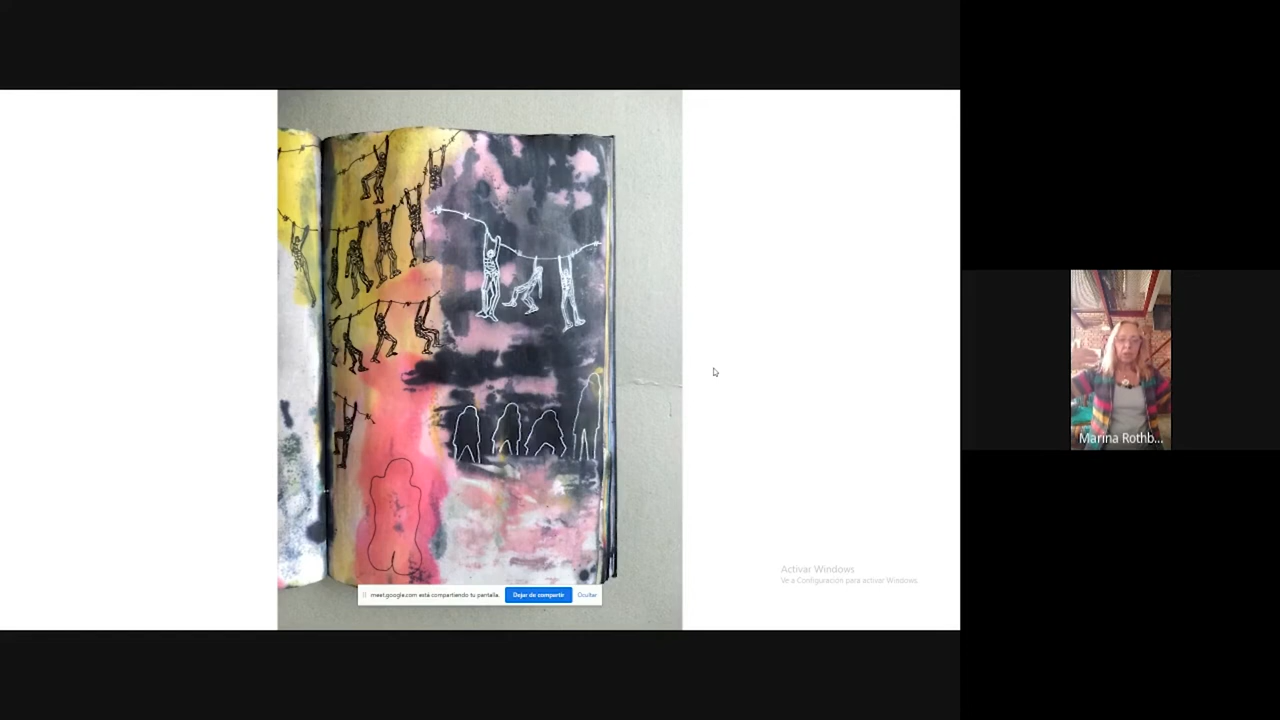 Activar Windows
Ve a Configuración para activar Windows.
meet.google.com está compartiendo tu pantalla.
Dejar de compartir
Ocultar
Marina Rothb...